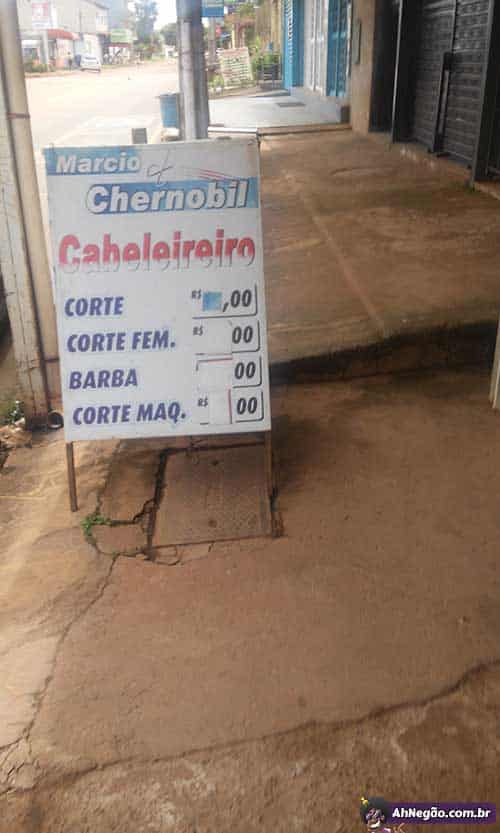 Marcio &
Chernobil
Cabeleireiro
CORTE R$ ,00
CORTE FEM. R$ 00
BARBA 00
CORTE MAQ. R$ 00
AhNegão.com.br